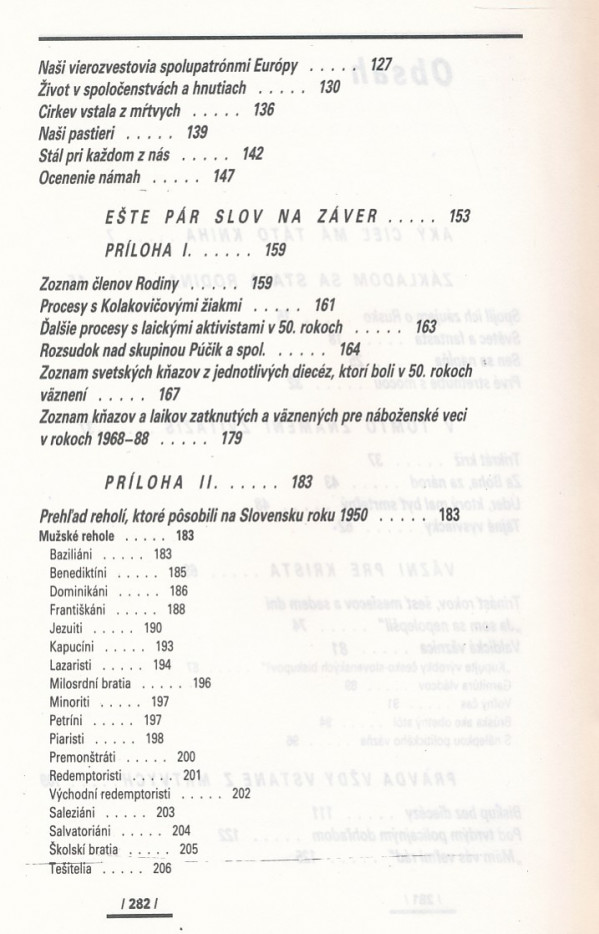 Naši vierozvestovia spolupatrónmi Európy ..... 127
Život v spoločenstvách a hnutiach ..... 130
Cirkev vstala z mŕtvych ..... 136
Naši pastieri ..... 139
Stál pri každom z nás ..... 142
Ocenenie námah ..... 147
EŠTE PÁR SLOV NA ZÁVER ..... 153
PRÍLOHA I. ..... 159
Zoznam členov Rodiny ..... 159
Procesy s Kolakovičovými žiakmi ..... 161
Ďalšie procesy s laickými aktivistami v 50. rokoch ..... 163
Rozsudok nad skupinou Púčik a spol. ..... 164
Zoznam svetských kňazov z jednotlivých diecéz, ktorí boli v 50. rokoch
väznení ..... 167
Zoznam kňazov a laikov zatknutých a väznených pre náboženské veci
v rokoch 1968–88 ..... 179
PRÍLOHA II. ..... 183
Prehľad reholí, ktoré pôsobili na Slovensku roku 1950 ..... 183
Mužské rehole ..... 183
Baziliáni ..... 183
Benediktíni ..... 185
Dominikáni ..... 186
Františkáni ..... 188
Jezuiti ..... 190
Kapucíni ..... 193
Lazaristi ..... 194
Milosrdní bratia ..... 196
Minoriti ..... 197
Petríni ..... 197
Piaristi ..... 198
Premonštráti ..... 200
Redemptoristi ..... 201
Východní redemptoristi ..... 202
Saleziáni ..... 203
Salvatoriáni ..... 204
Školskí bratia ..... 205
Tešitelia ..... 206
/ 282 /